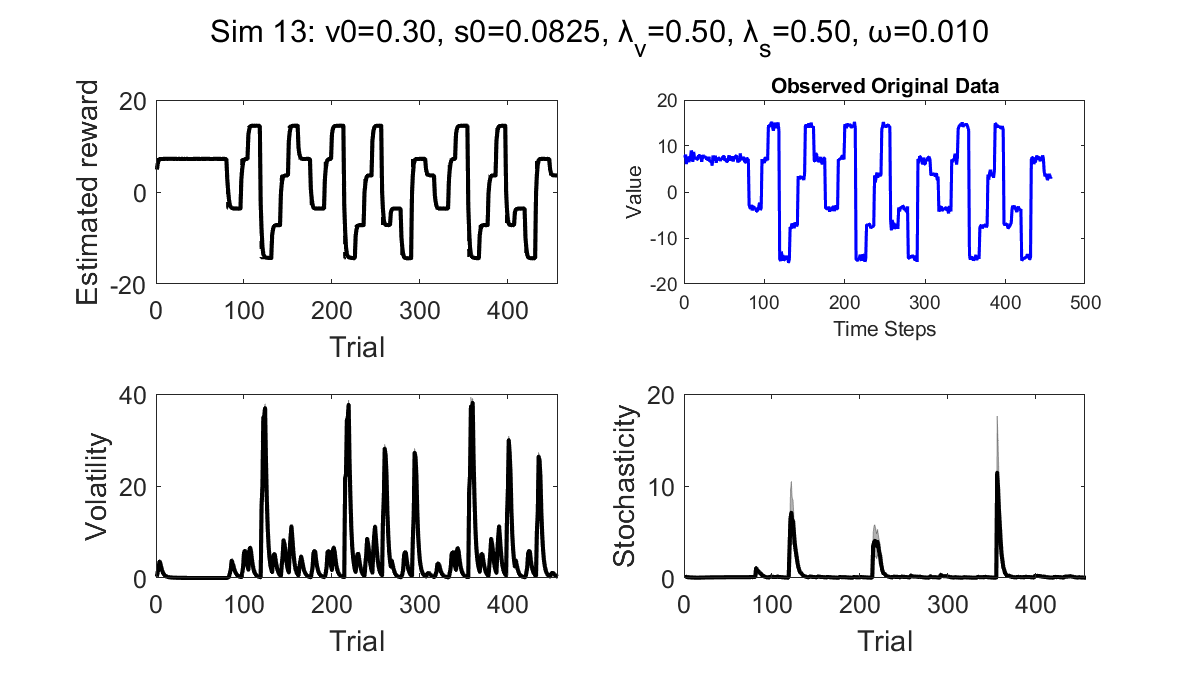 Sim 13: v0=0.30, s0=0.0825, λv=0.50, λs=0.50, ω=0.010
Estimated reward
20
0
-20
0 100 200 300 400
Trial
Observed Original Data
Value
20
10
0
-10
-20
0 100 200 300 400 500
Time Steps
Volatility
40
20
0
0 100 200 300 400
Trial
Stochasticity
20
10
0
0 100 200 300 400
Trial